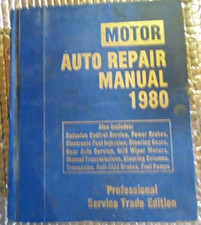 MOTOR
AUTO REPAIR
MANUAL
1980
Also Includes:
Emission Control Service, Power Brakes,
Electronic Fuel Injection, Steering Gears,
Rear Axle Service, W/S Wiper Motors,
Manual Transmissions, Steering Columns,
Transaxles, Anti-Skid Brakes, Fuel Pumps
Professional
Service Trade Edition